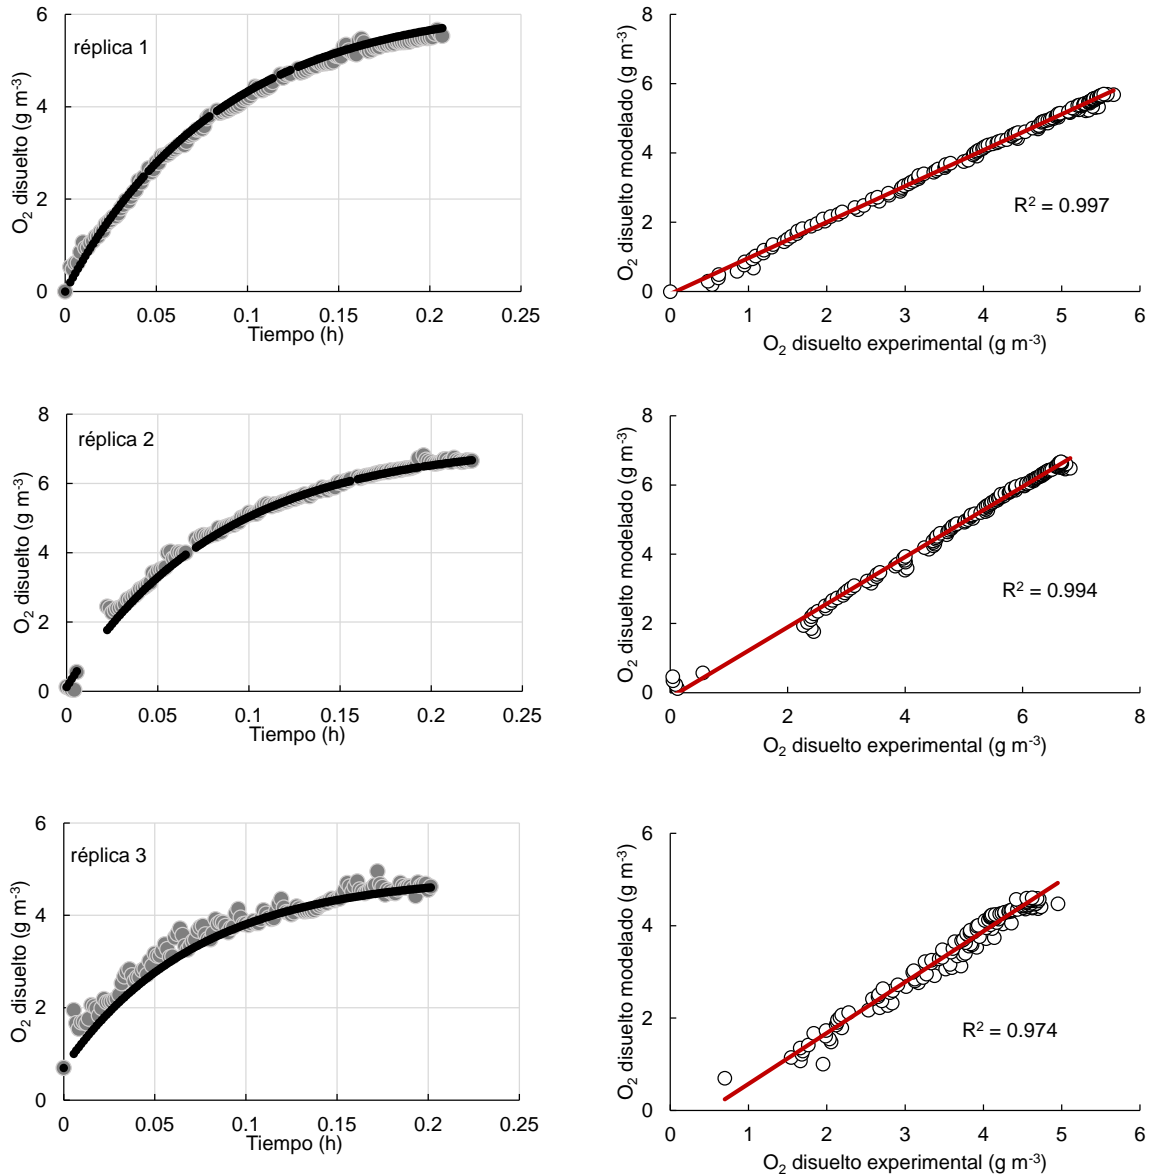 réplica 1
O2 disuelto (g m-3)
6
4
2
0
0 0.05 0.1 0.15 0.2 0.25
Tiempo (h)
O2 disuelto modelado (g m-3)
8
6
4
2
0
R2 = 0.997
0 1 2 3 4 5 6
O2 disuelto experimental (g m-3)
réplica 2
O2 disuelto (g m-3)
8
6
4
2
0
0 0.05 0.1 0.15 0.2 0.25
Tiempo (h)
O2 disuelto modelado (g m-3)
8
6
4
2
0
R2 = 0.994
0 2 4 6 8
O2 disuelto experimental (g m-3)
réplica 3
O2 disuelto (g m-3)
6
4
2
0
0 0.05 0.1 0.15 0.2 0.25
Tiempo (h)
O2 disuelto modelado (g m-3)
6
4
2
0
R2 = 0.974
0 1 2 3 4 5 6
O2 disuelto experimental (g m-3)